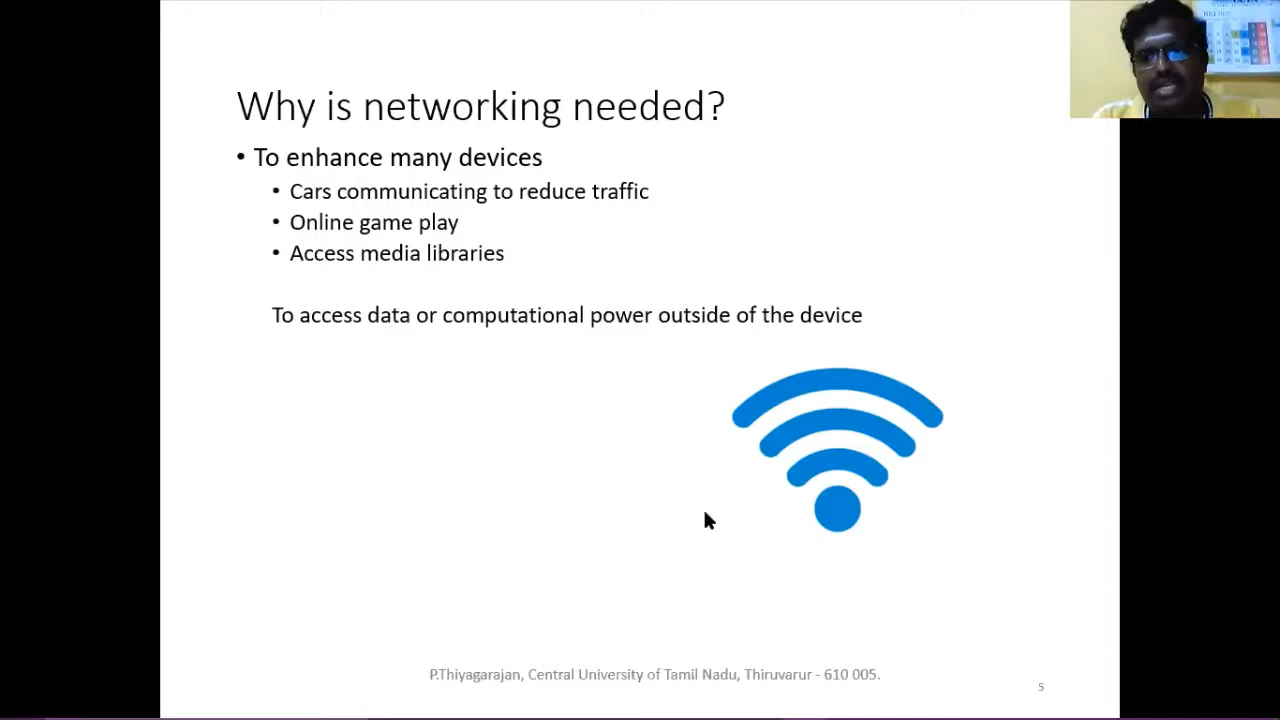 Why is networking needed?
• To enhance many devices
• Cars communicating to reduce traffic
• Online game play
• Access media libraries
To access data or computational power outside of the device
P.Thiyagarajan, Central University of Tamil Nadu, Thiruvarur - 610 005.
5